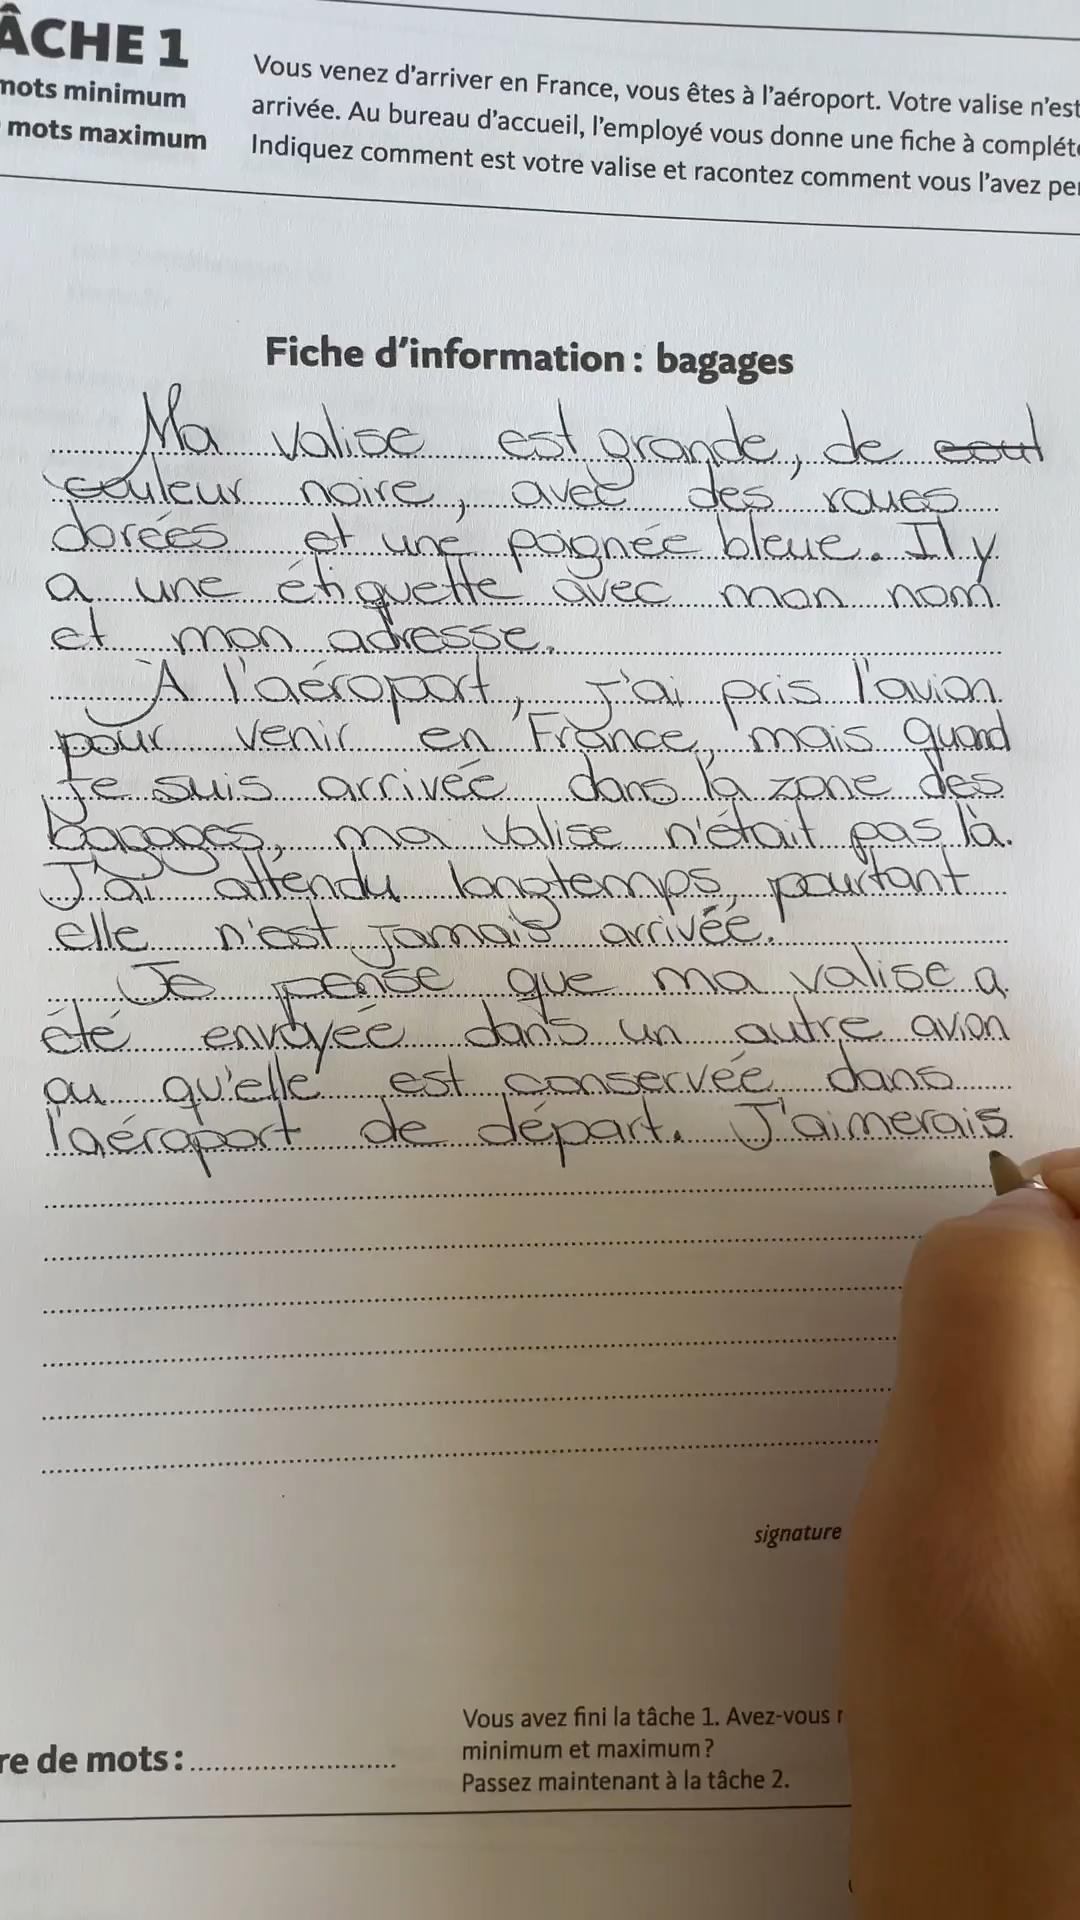 ÂCHE 1
mots minimum
mots maximum
Vous venez d'arriver en France, vous êtes à l'aéroport. Votre valise n'est
arrivée. Au bureau d'accueil, l'employé vous donne une fiche à complét
Indiquez comment est votre valise et racontez comment vous l'avez per
Fiche d'information : bagages
Ma valise est grande, de
couleur noire, avec des roues
dorées et une poignée bleue. Il y
a une étiquette avec mon nom
et mon adresse.
À l'aéroport, j'ai pris l'avion
pour venir en France, mais quand
je suis arrivée dans la zone des
bagages, ma valise n'était pas là.
J'ai attendu longtemps, pourtant
elle n'est jamais arrivée.
Je pense que ma valise a
été envoyée dans un autre avion
ou qu'elle est conservée dans
l'aéroport de départ. J'aimerais
signature
Vous avez fini la tâche 1. Avez-vous
re de mots :
minimum et maximum ?
Passez maintenant à la tâche 2.